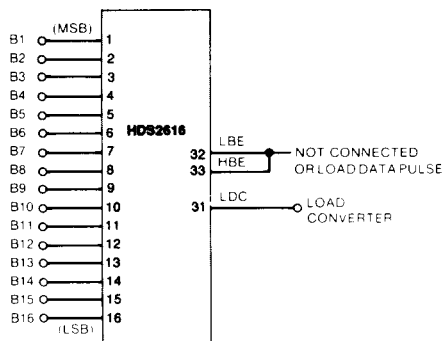 B1 (MSB) 1
B2 2
B3 3
B4 4
B5 5
B6 6 HDS2616
B7 7 32 LBE NOT CONNECTED
B8 8 33 HBE OR LOAD DATA PULSE
B9 9
B10 10 31 LDC LOAD
B11 11 CONVERTER
B12 12
B13 13
B14 14
B15 15
B16 16
(LSB)